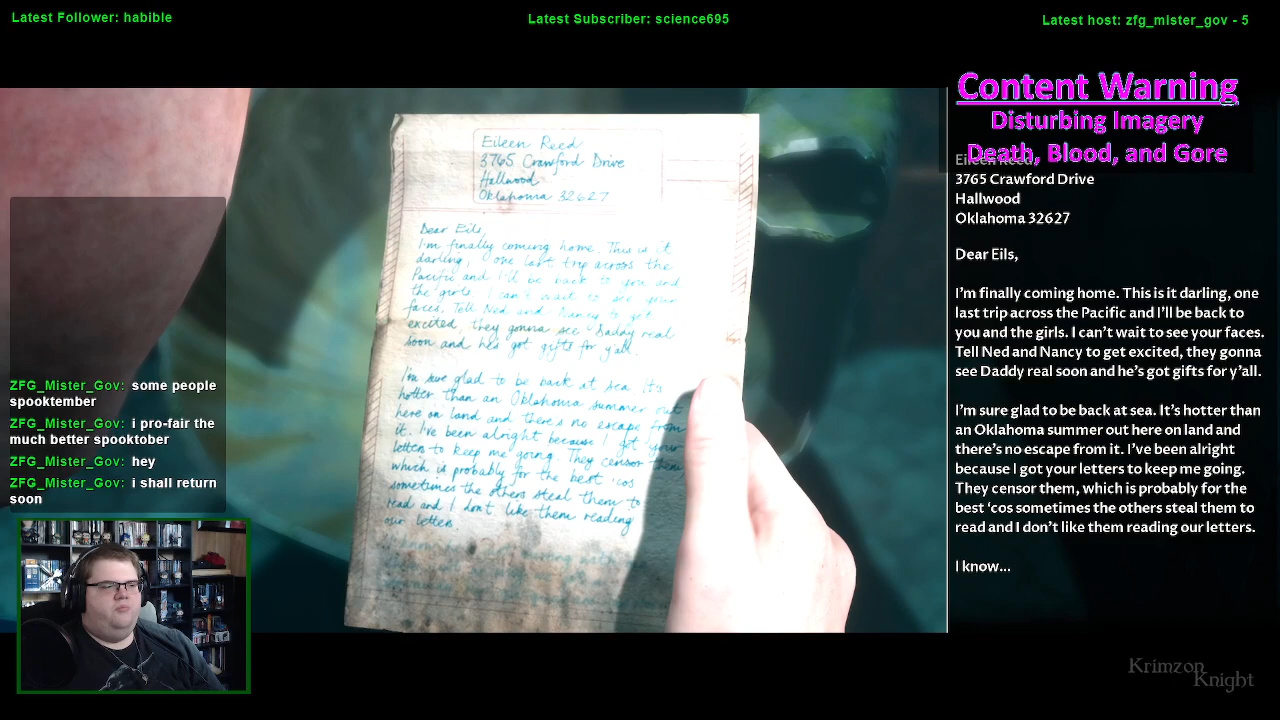 Latest Follower: habible
Latest Subscriber: science695
Latest host: zfg_mister_gov - 5
Content Warning
Disturbing Imagery
Death, Blood, and Gore
Eileen Reed
3765 Crawford Drive
Hallwood
Oklahoma 32627
Dear Eils,
I'm finally coming home. This is it
darling, one last trip across the
Pacific and I'll be back to you and
the girls. I can't wait to see your
faces. Tell Ned and Nancy to get
excited, they gonna see Daddy real
soon and he's got gifts for y'all.
I'm sure glad to be back at sea. It's
hotter than an Oklahoma summer out
here on land and there's no escape from
it. I've been alright because I got your
letters to keep me going. They censor them,
which is probably for the best 'cos
sometimes the others steal them to
read and I don't like them reading
our letters.
Eileen Reed,
3765 Crawford Drive
Hallwood
Oklahoma 32627
Dear Eils,
I'm finally coming home. This is it darling, one
last trip across the Pacific and I'll be back to
you and the girls. I can't wait to see your faces.
Tell Ned and Nancy to get excited, they gonna
see Daddy real soon and he's got gifts for y'all.
I'm sure glad to be back at sea. It's hotter than
an Oklahoma summer out here on land and
there's no escape from it. I've been alright
because I got your letters to keep me going.
They censor them, which is probably for the
best 'cos sometimes the others steal them to
read and I don't like them reading our letters.
I know...
ZFG_Mister_Gov: some people
spooktember
ZFG_Mister_Gov: i pro-fair the
much better spooktober
ZFG_Mister_Gov: hey
ZFG_Mister_Gov: i shall return
soon
Krimzon
Knight